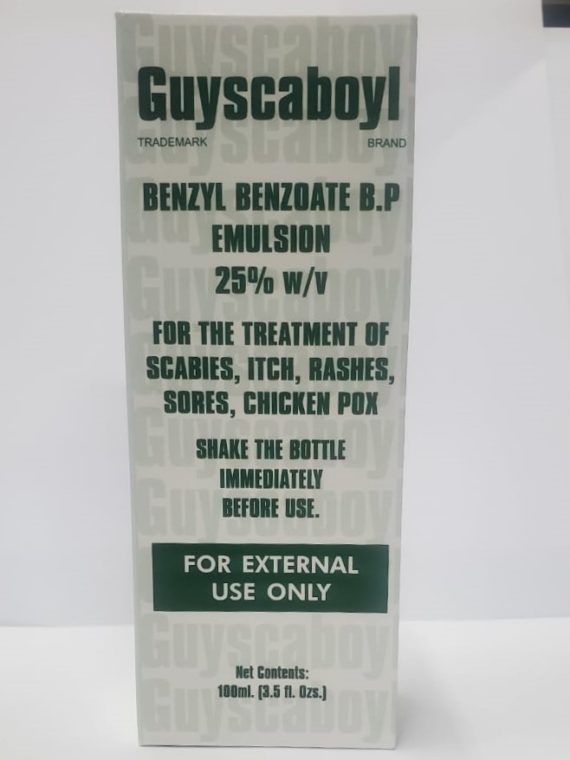 Guyscaboyl
TRADEMARK BRAND
BENZYL BENZOATE B.P
EMULSION
25% w/v
FOR THE TREATMENT OF
SCABIES, ITCH, RASHES,
SORES, CHICKEN POX
SHAKE THE BOTTLE
IMMEDIATELY
BEFORE USE.
FOR EXTERNAL
USE ONLY
Net Contents:
100ml. (3.5 fl. Ozs.)